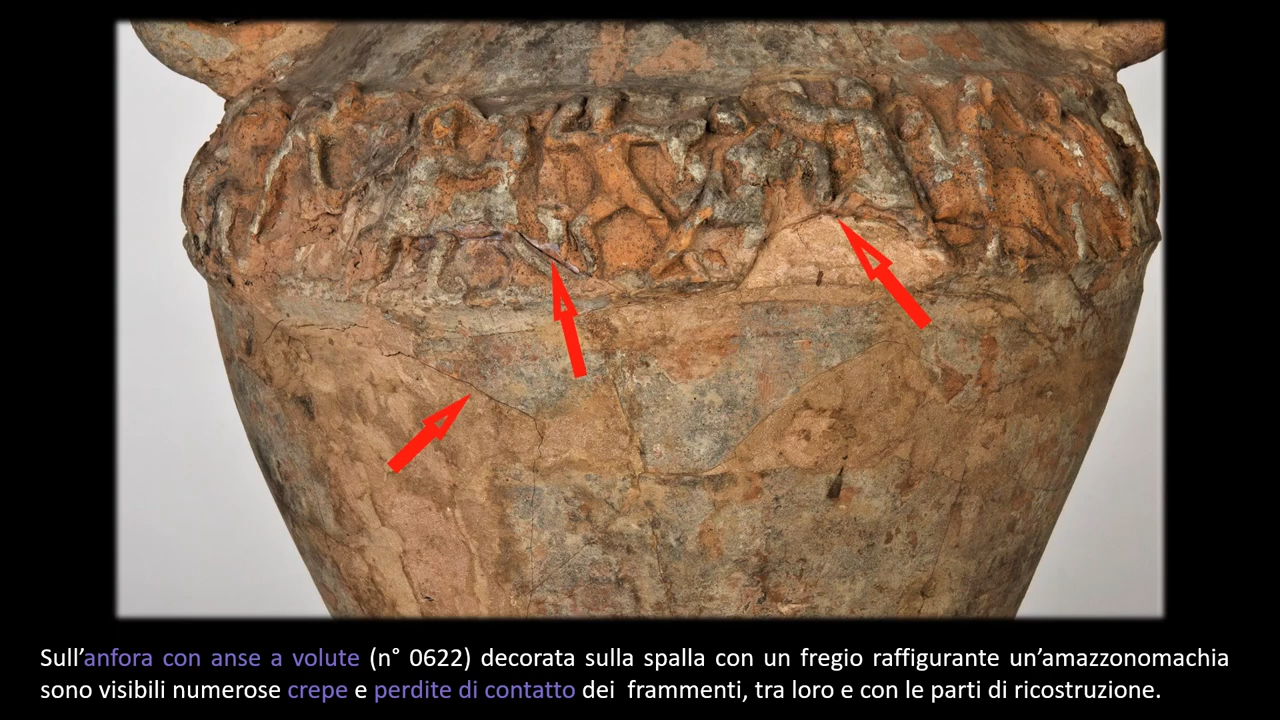 Sull’anfora con anse a volute (n° 0622) decorata sulla spalla con un fregio raffigurante un’amazzonomachia
sono visibili numerose crepe e perdite di contatto dei  frammenti, tra loro e con le parti di ricostruzione.